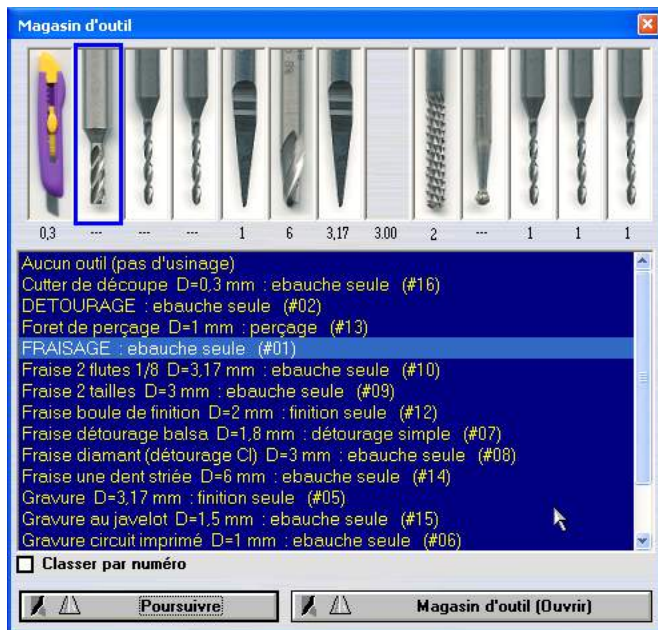 Magasin d'outil
0,3 --- --- --- 1 6 3,17 3.00 2 --- 1 1 1
Aucun outil (pas d'usinage)
Cutter de découpe D=0,3 mm : ebauche seule (#16)
DETOURAGE : ebauche seule (#02)
Foret de perçage D=1 mm : perçage (#13)
FRAISAGE : ebauche seule (#01)
Fraise 2 flutes 1/8 D=3,17 mm : ebauche seule (#10)
Fraise 2 tailles D=3 mm : ebauche seule (#09)
Fraise boule de finition D=2 mm : finition seule (#12)
Fraise détourage balsa D=1,8 mm : détourage simple (#07)
Fraise diamant (détourage CI) D=3 mm : ebauche seule (#08)
Fraise une dent striée D=6 mm : ebauche seule (#14)
Gravure D=3,17 mm : finition seule (#05)
Gravure au javelot D=1,5 mm : ebauche seule (#15)
Gravure circuit imprimé D=1 mm : ebauche seule (#06)
Classer par numéro
Poursuivre
Magasin d'outil (Ouvrir)